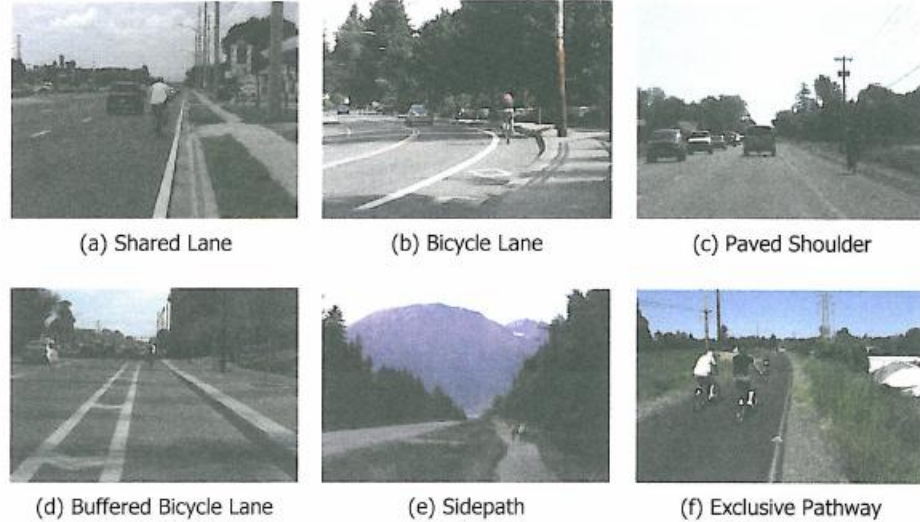 (a) Shared Lane
(b) Bicycle Lane
(c) Paved Shoulder
(d) Buffered Bicycle Lane
(e) Sidepath
(f) Exclusive Pathway